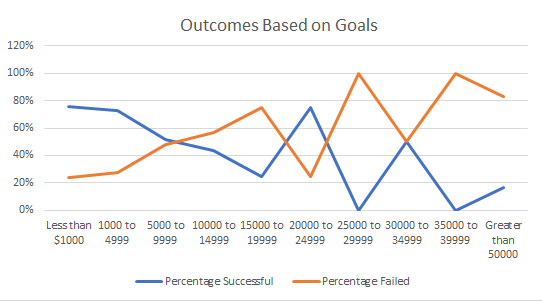 Outcomes Based on Goals
120%
100%
80%
60%
40%
20%
0%
Less than $1000
1000 to 4999
5000 to 9999
10000 to 14999
15000 to 19999
20000 to 24999
25000 to 29999
30000 to 34999
35000 to 39999
Greater than 50000
Percentage Successful
Percentage Failed